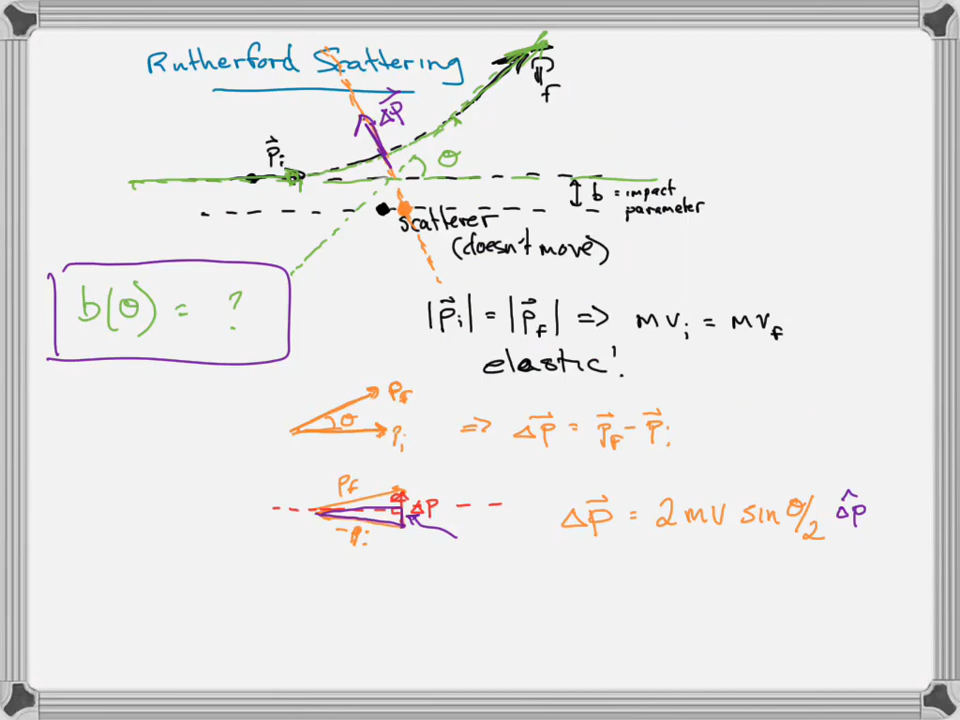 Rutherford Scattering
p⃗f
Δp⃗
p⃗i
θ
b = impact
parameter
scatterer
(doesn't move)
b(θ) = ?
|p⃗i| = |p⃗f| => mvi = mvf
elastic!
pf
θ
pi
=> Δp⃗ = p⃗f - p⃗i
pf
Δp
-pi
Δp⃗ = 2mv sin θ/2 Δp̂